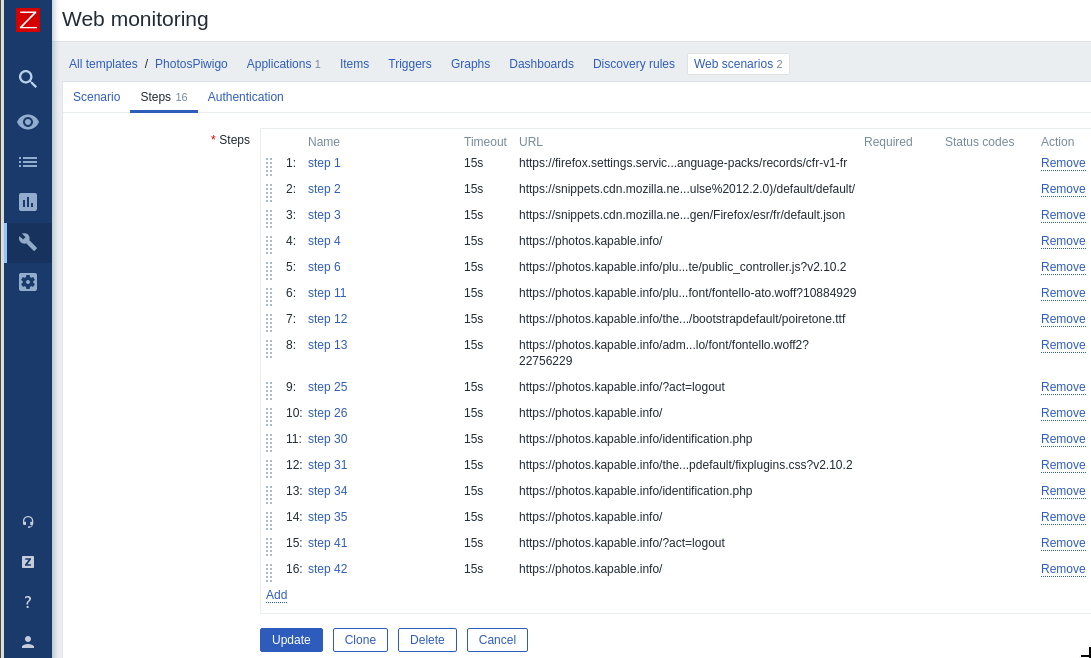 Z
Web monitoring
All templates / PhotosPiwigo Applications 1 Items Triggers Graphs Dashboards Discovery rules Web scenarios 2
Scenario Steps 16 Authentication
* Steps
Name Timeout URL Required Status codes Action
1: step 1 15s https://firefox.settings.servic...anguage-packs/records/cfr-v1-fr Remove
2: step 2 15s https://snippets.cdn.mozilla.ne...ulse%2012.2.0)/default/default/ Remove
3: step 3 15s https://snippets.cdn.mozilla.ne...gen/Firefox/esr/fr/default.json Remove
4: step 4 15s https://photos.kapable.info/ Remove
5: step 6 15s https://photos.kapable.info/plu...te/public_controller.js?v2.10.2 Remove
6: step 11 15s https://photos.kapable.info/plu...font/fontello-ato.woff?10884929 Remove
7: step 12 15s https://photos.kapable.info/the.../bootstrapdefault/poiretone.ttf Remove
8: step 13 15s https://photos.kapable.info/adm...lo/font/fontello.woff2? Remove
22756229
9: step 25 15s https://photos.kapable.info/?act=logout Remove
10: step 26 15s https://photos.kapable.info/ Remove
11: step 30 15s https://photos.kapable.info/identification.php Remove
12: step 31 15s https://photos.kapable.info/the...pdefault/fixplugins.css?v2.10.2 Remove
13: step 34 15s https://photos.kapable.info/identification.php Remove
14: step 35 15s https://photos.kapable.info/ Remove
15: step 41 15s https://photos.kapable.info/?act=logout Remove
16: step 42 15s https://photos.kapable.info/ Remove
Add
Update Clone Delete Cancel
Z
?